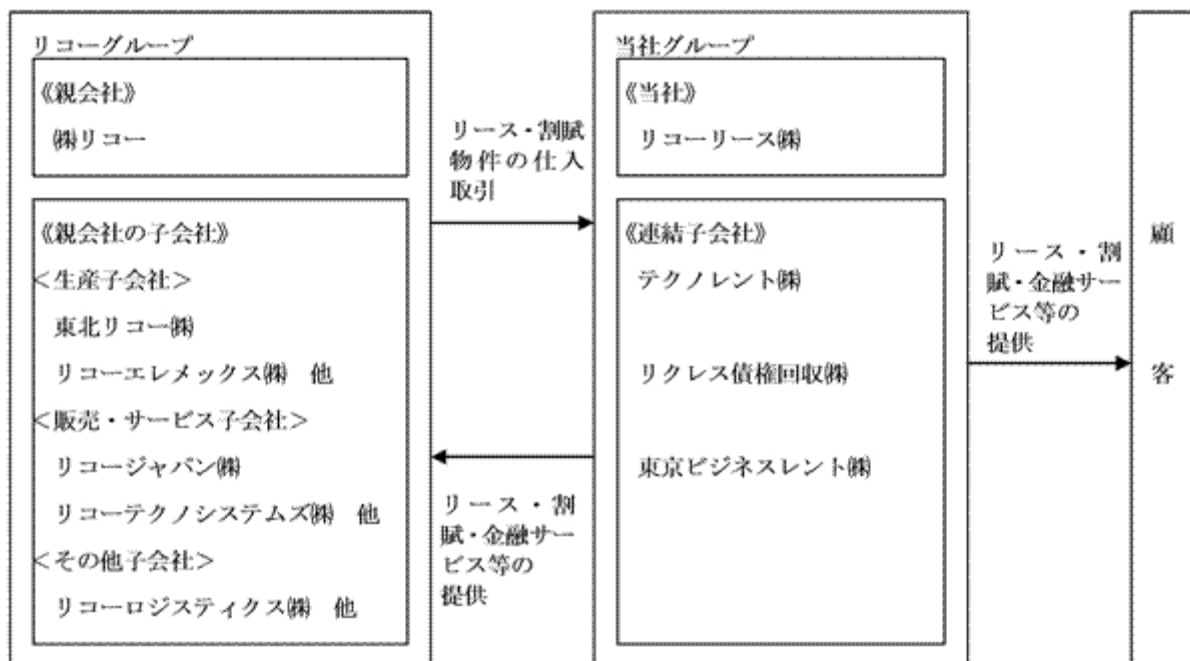 リコーグループ
《親会社》
㈱リコー
《親会社の子会社》
＜生産子会社＞
東北リコー㈱
リコーエレメックス㈱　他
＜販売・サービス子会社＞
リコージャパン㈱
リコーテクノシステムズ㈱　他
＜その他子会社＞
リコーロジスティクス㈱　他
リース・割賦
物件の仕入
取引
リース・割
賦・金融サー
ビス等の
提供
当社グループ
《当社》
リコーリース㈱
《連結子会社》
テクノレント㈱
リクレス債権回収㈱
東京ビジネスレント㈱
リース・割
賦・金融サー
ビス等の
提供
顧
客